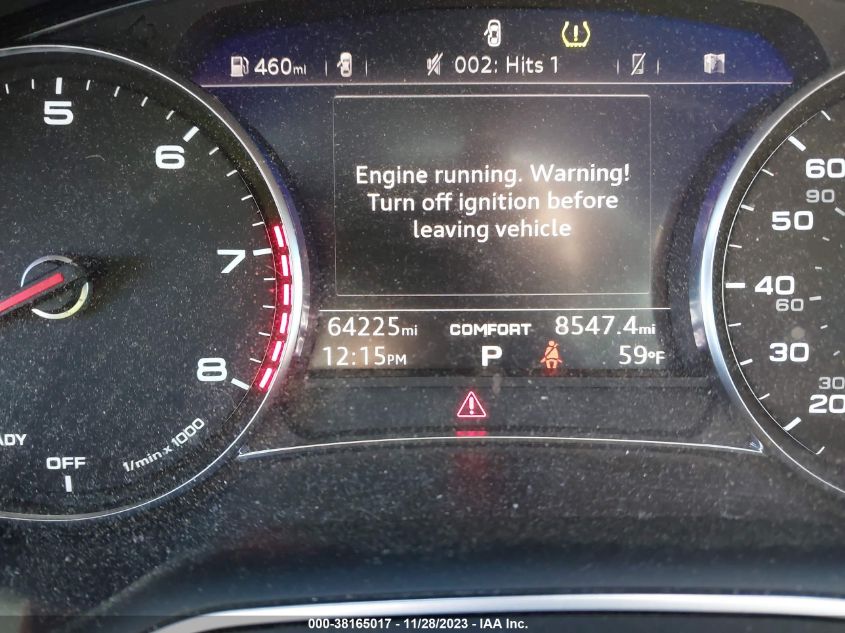 460mi
002: Hits 1
5
6
7
8
Engine running. Warning!
Turn off ignition before
leaving vehicle
64225mi COMFORT 8547.4mi
12:15PM P 59°F
60
90
50
40
60
30
30
20
ADY
OFF
1/min x 1000
000-38165017 - 11/28/2023 - IAA Inc.